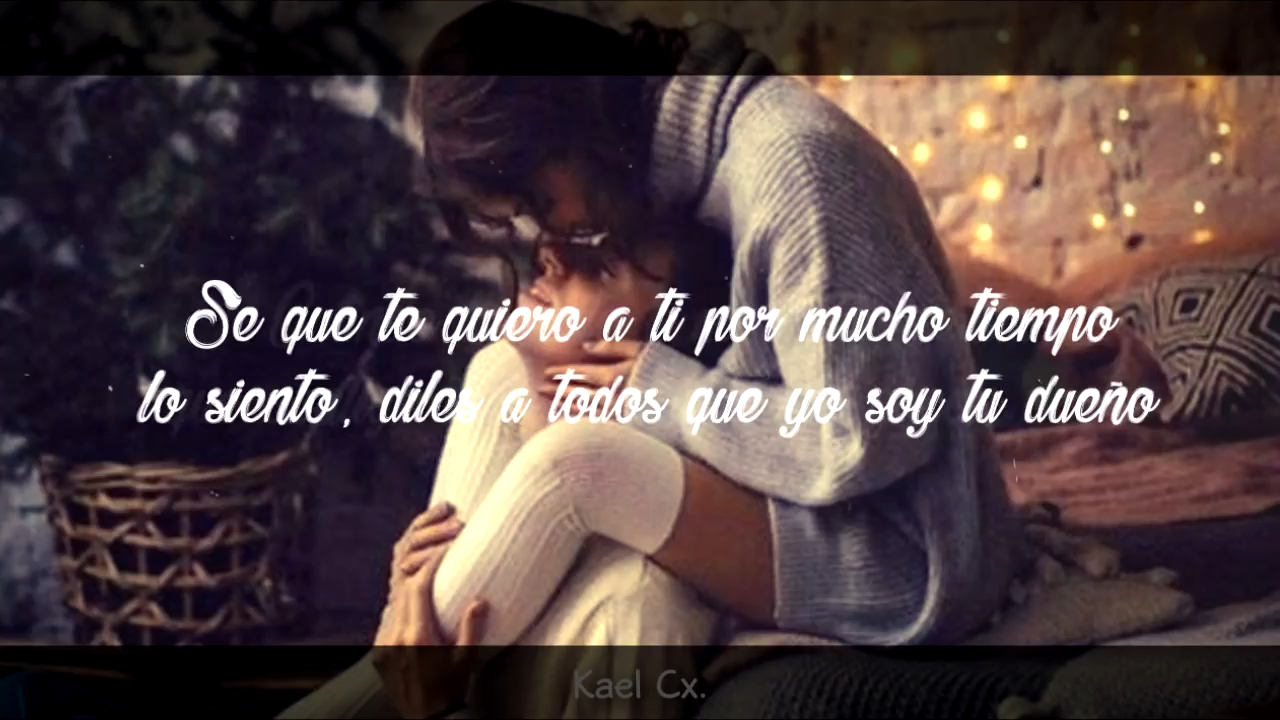 Se que te quiero a ti por mucho tiempo
lo siento, diles a todos que yo soy tu dueño
Kael Cx.